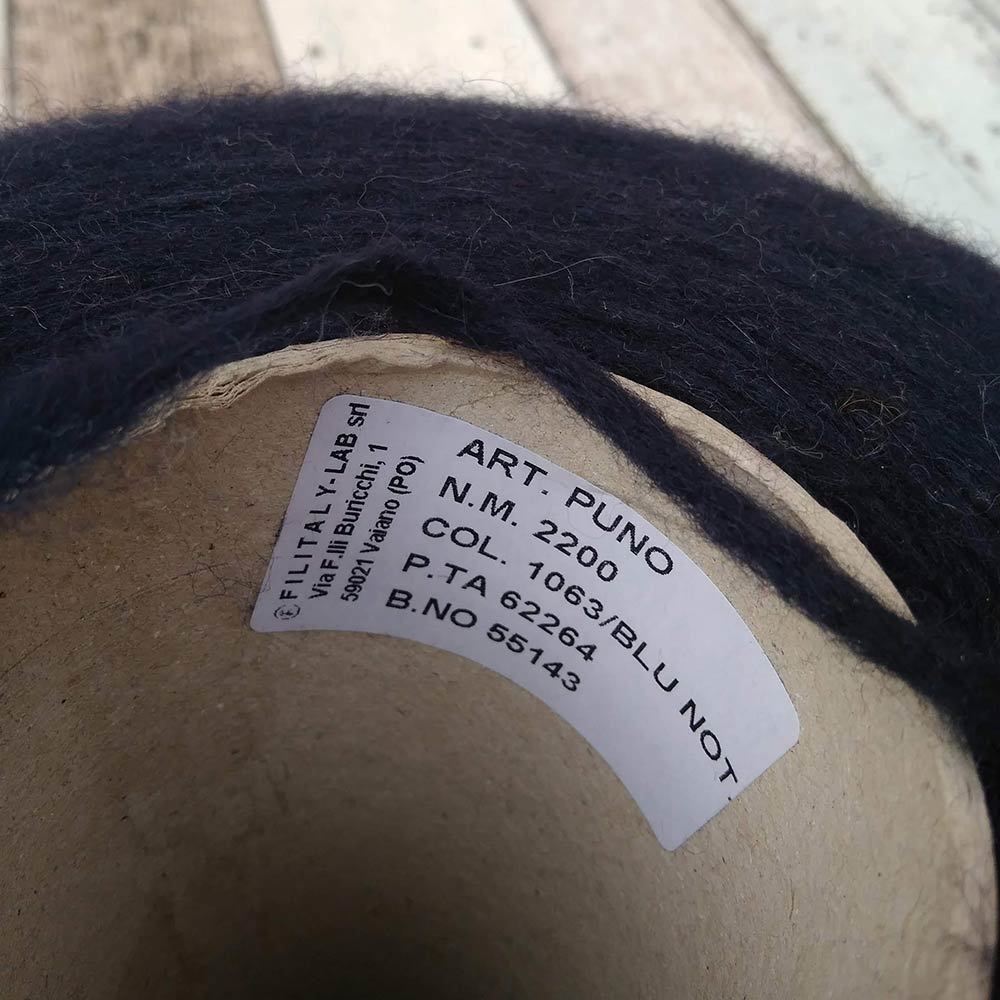 FILITALY-LAB srl
Via F.lli Buricchi, 1
59021 Vaiano (PO)
ART. PUNO
N.M. 2200
COL. 1063/BLU NOT.
P.TA 62264
B.NO 55143